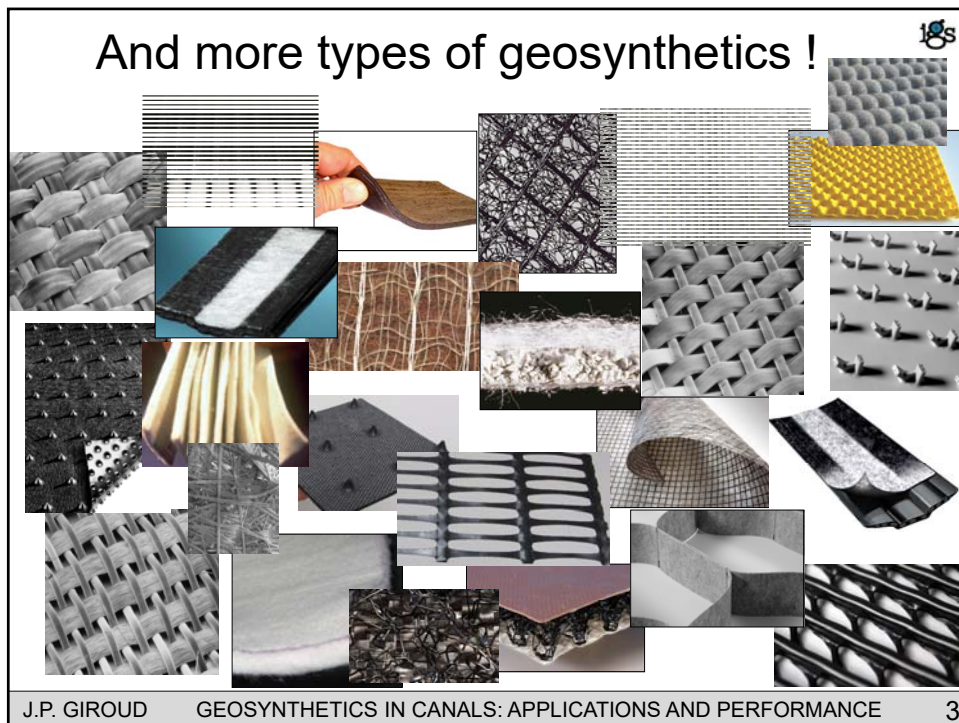 And more types of geosynthetics !
igs
J.P. GIROUD GEOSYNTHETICS IN CANALS: APPLICATIONS AND PERFORMANCE 3